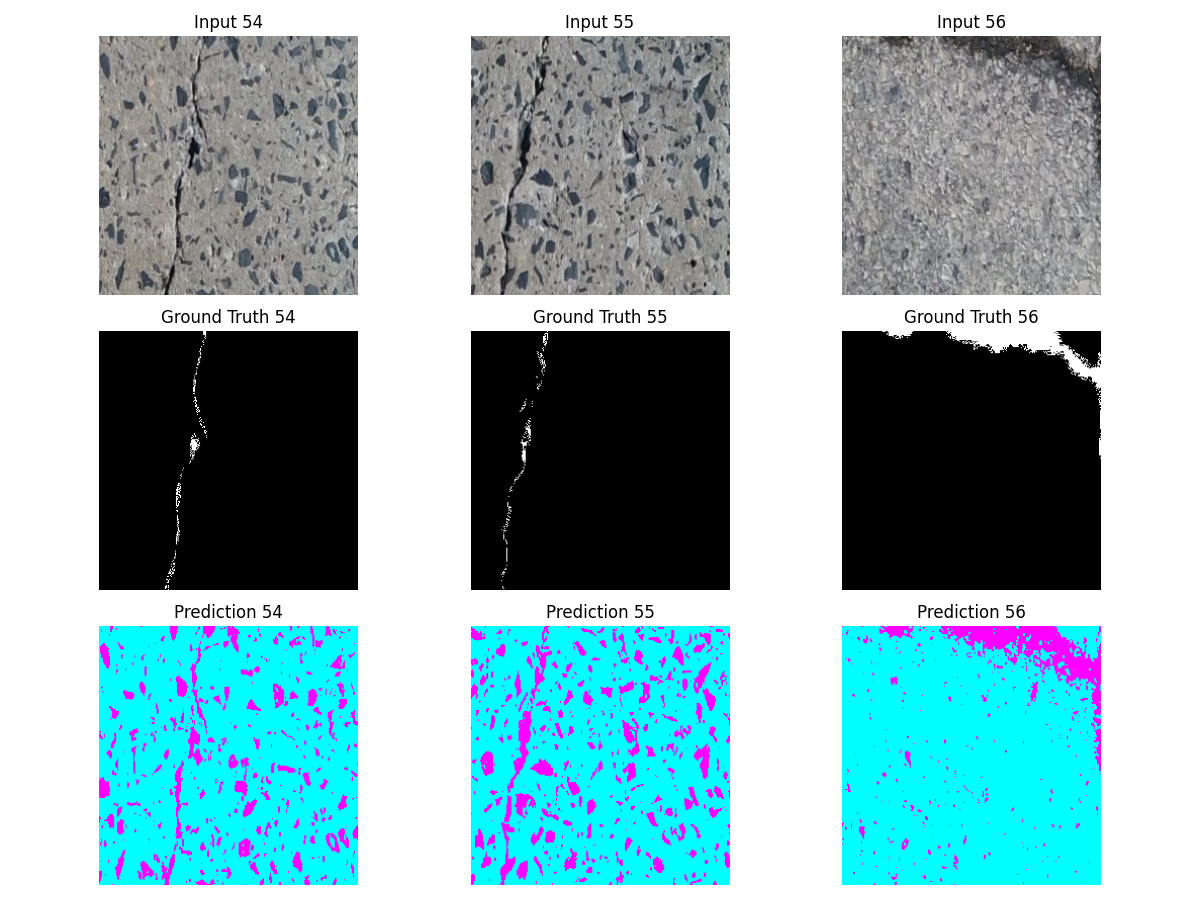 Input 54
Input 55
Input 56
Ground Truth 54
Ground Truth 55
Ground Truth 56
Prediction 54
Prediction 55
Prediction 56